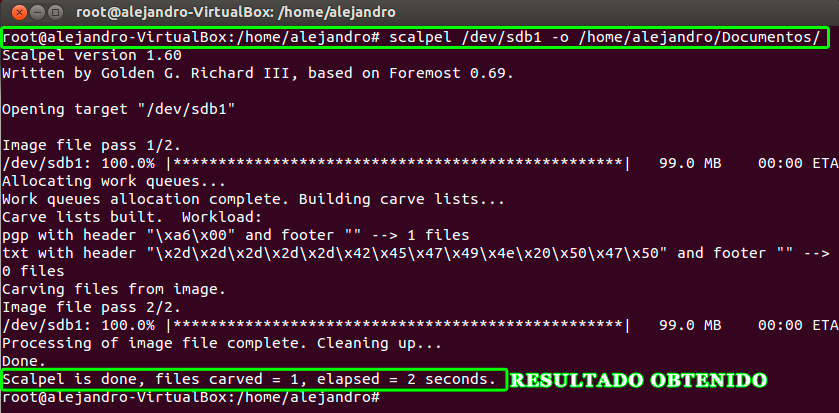 root@alejandro-VirtualBox: /home/alejandro
root@alejandro-VirtualBox:/home/alejandro# scalpel /dev/sdb1 -o /home/alejandro/Documentos/
Scalpel version 1.60
Written by Golden G. Richard III, based on Foremost 0.69.
Opening target "/dev/sdb1"
Image file pass 1/2.
/dev/sdb1: 100.0% |**************************************************| 99.0 MB 00:00 ETA
Allocating work queues...
Work queues allocation complete. Building carve lists...
Carve lists built.  Workload:
pgp with header "\xa6\x00" and footer "" --> 1 files
txt with header "\x2d\x2d\x2d\x2d\x2d\x42\x45\x47\x49\x4e\x20\x50\x47\x50" and footer "" -->
0 files
Carving files from image.
Image file pass 2/2.
/dev/sdb1: 100.0% |**************************************************| 99.0 MB 00:00 ETA
Processing of image file complete. Cleaning up...
Done.
Scalpel is done, files carved = 1, elapsed = 2 seconds. RESULTADO OBTENIDO
root@alejandro-VirtualBox:/home/alejandro#